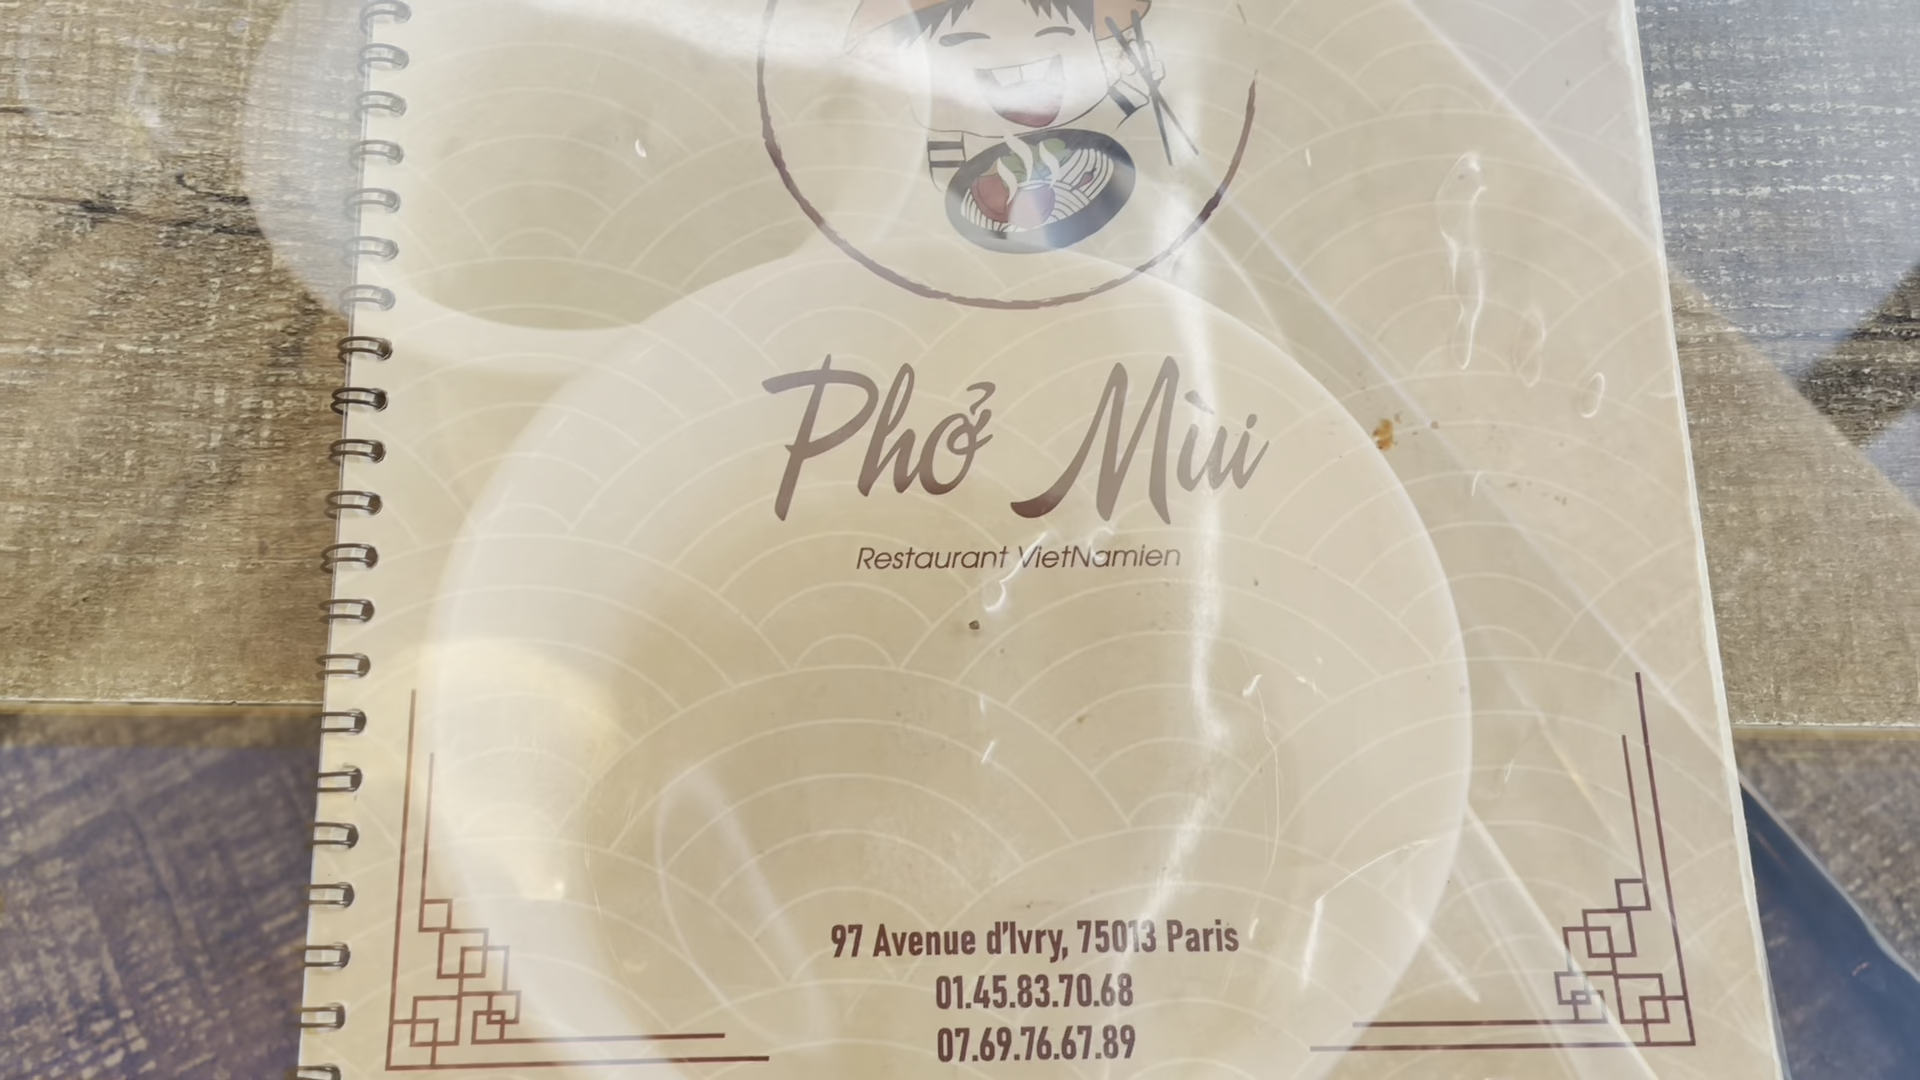 Phở Mùi
Restaurant VietNamien
97 Avenue d'Ivry, 75013 Paris
01.45.83.70.68
07.69.76.67.89